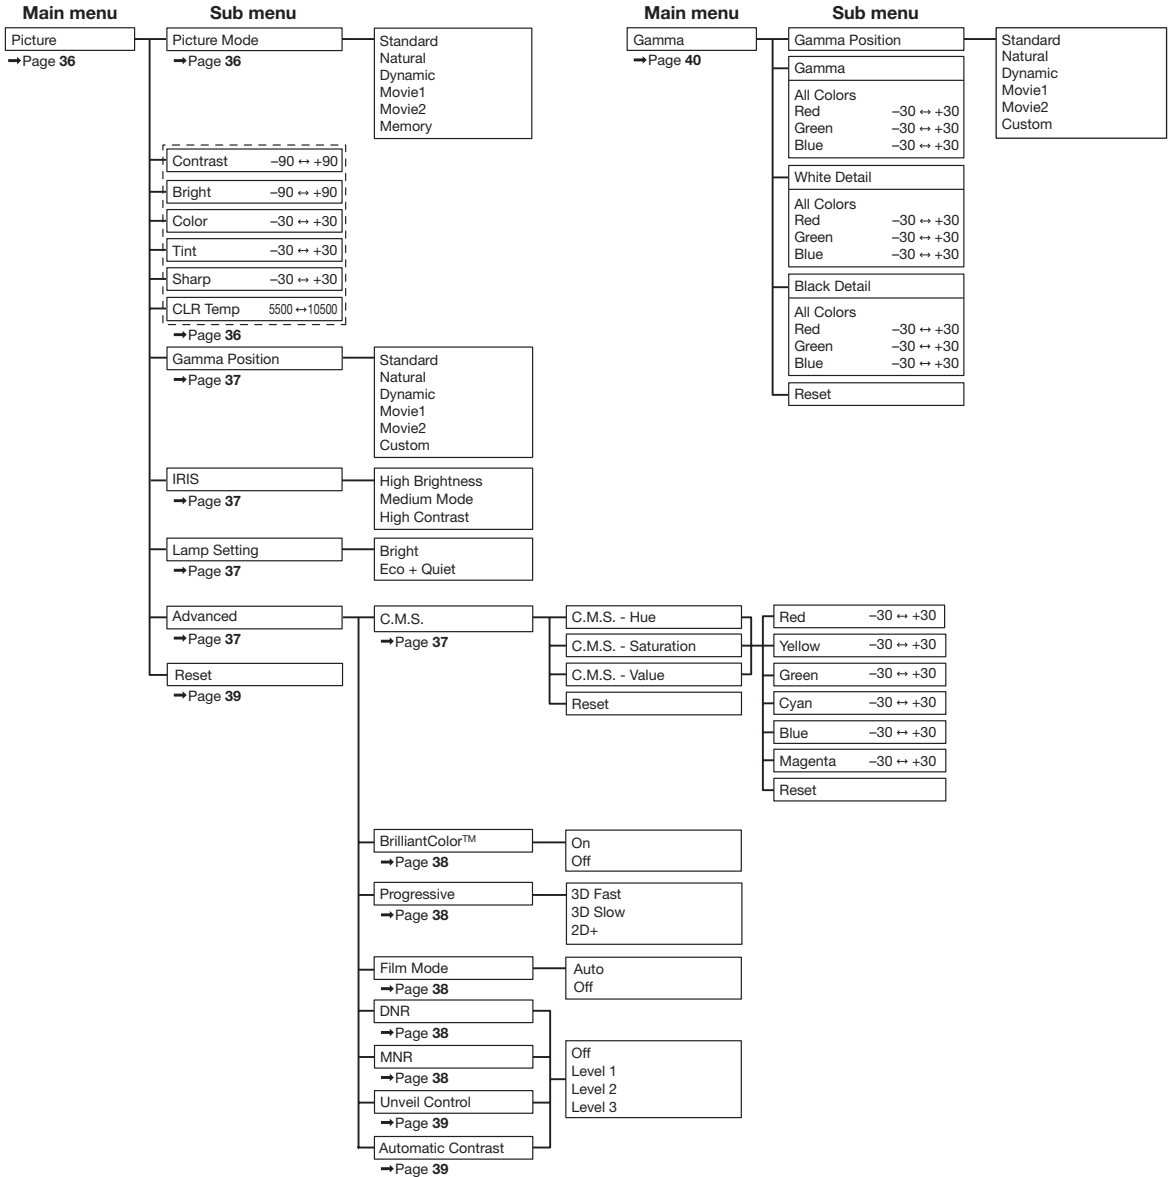 Main menu
Sub menu
Picture
➞Page 36
Picture Mode
➞Page 36
Standard
Natural
Dynamic
Movie1
Movie2
Memory
Contrast –90 ↔ +90
Bright –90 ↔ +90
Color –30 ↔ +30
Tint –30 ↔ +30
Sharp –30 ↔ +30
CLR Temp 5500 ↔10500
➞Page 36
Gamma Position
➞Page 37
Standard
Natural
Dynamic
Movie1
Movie2
Custom
IRIS
➞Page 37
High Brightness
Medium Mode
High Contrast
Lamp Setting
➞Page 37
Bright
Eco + Quiet
Advanced
➞Page 37
Reset
➞Page 39
C.M.S.
➞Page 37
C.M.S. - Hue
C.M.S. - Saturation
C.M.S. - Value
Reset
Red –30 ↔ +30
Yellow –30 ↔ +30
Green –30 ↔ +30
Cyan –30 ↔ +30
Blue –30 ↔ +30
Magenta –30 ↔ +30
Reset
BrilliantColor™
➞Page 38
On
Off
Progressive
➞Page 38
3D Fast
3D Slow
2D+
Film Mode
➞Page 38
Auto
Off
DNR
➞Page 38
MNR
➞Page 38
Unveil Control
➞Page 39
Automatic Contrast
➞Page 39
Off
Level 1
Level 2
Level 3
Main menu
Sub menu
Gamma
➞Page 40
Gamma Position
Standard
Natural
Dynamic
Movie1
Movie2
Custom
Gamma
All Colors
Red –30 ↔ +30
Green –30 ↔ +30
Blue –30 ↔ +30
White Detail
All Colors
Red –30 ↔ +30
Green –30 ↔ +30
Blue –30 ↔ +30
Black Detail
All Colors
Red –30 ↔ +30
Green –30 ↔ +30
Blue –30 ↔ +30
Reset